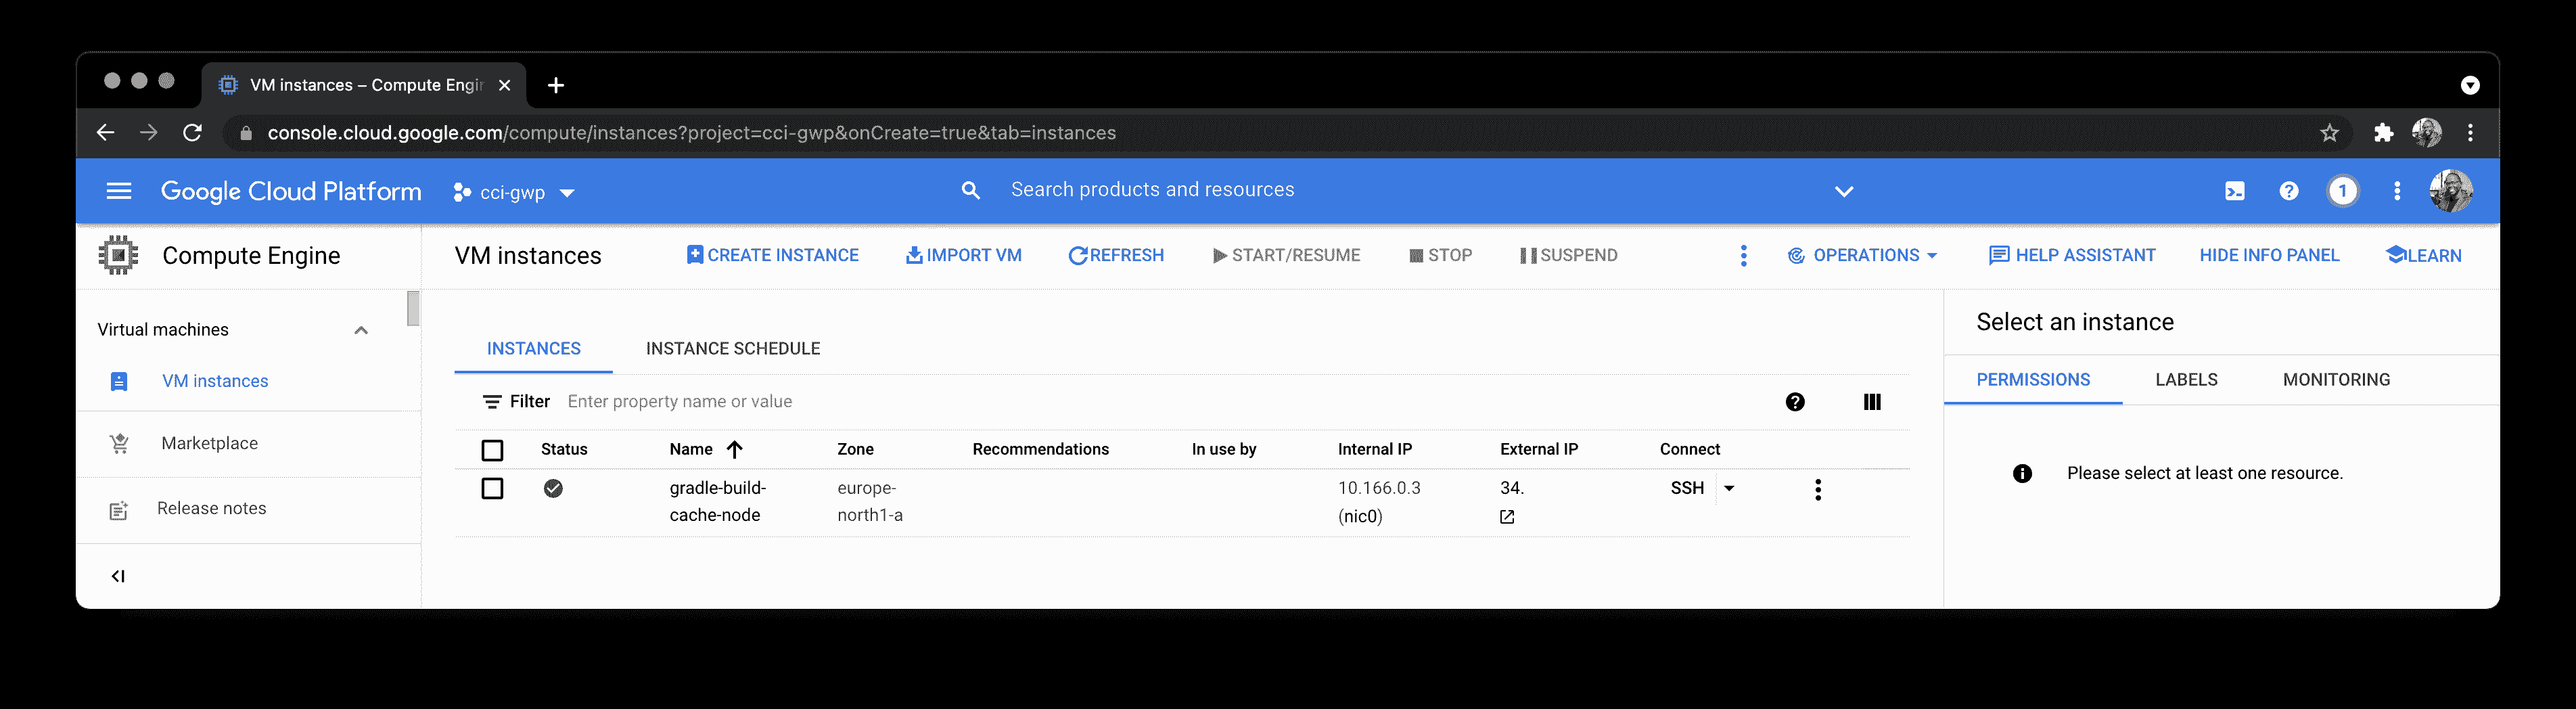 VM instances – Compute Engin
console.cloud.google.com/compute/instances?project=cci-gwp&onCreate=true&tab=instances
Google Cloud Platform cci-gwp Search products and resources 1
Compute Engine VM instances CREATE INSTANCE IMPORT VM REFRESH START/RESUME STOP SUSPEND OPERATIONS HELP ASSISTANT HIDE INFO PANEL LEARN
Virtual machines
VM instances
Marketplace
Release notes
INSTANCES INSTANCE SCHEDULE
Filter Enter property name or value
Status Name Zone Recommendations In use by Internal IP External IP Connect
gradle-build- europe- 10.166.0.3 34. SSH
cache-node north1-a (nic0)
Select an instance
PERMISSIONS LABELS MONITORING
Please select at least one resource.